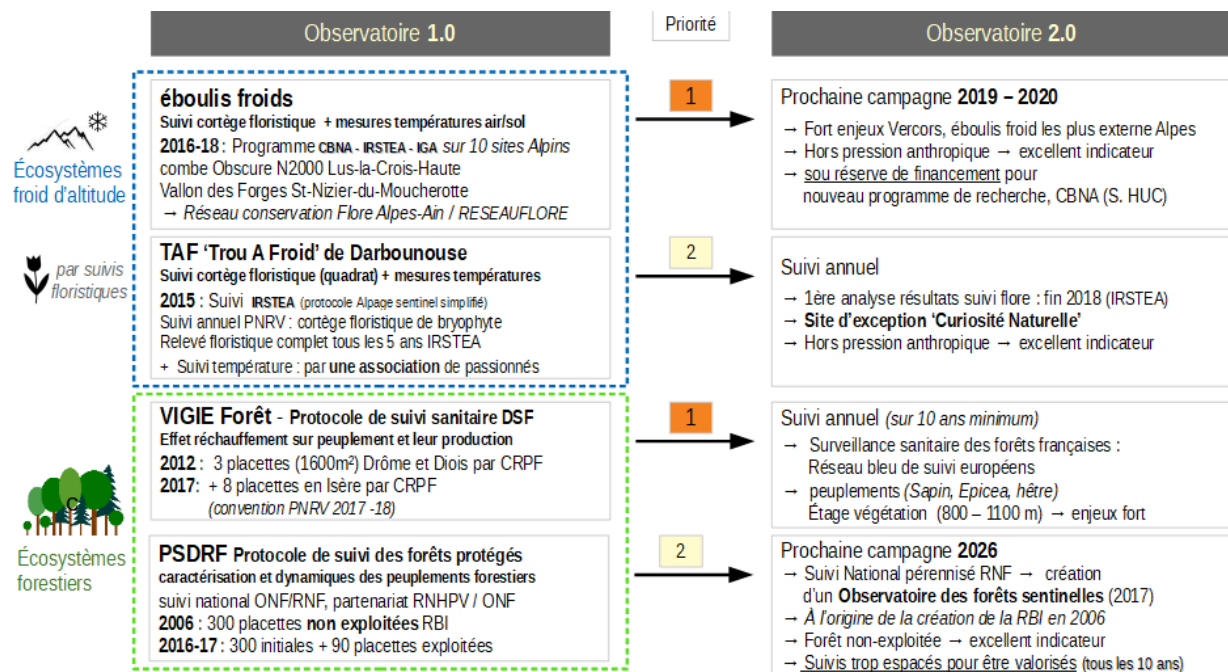 Observatoire 1.0
Priorité
Observatoire 2.0
Écosystèmes
froid d'altitude
par suivis
floristiques
éboulis froids
Suivi cortège floristique + mesures températures air/sol
2016-18 : Programme CBNA - IRSTEA - IGA sur 10 sites Alpins
combe Obscure N2000 Lus-la-Crois-Haute
Vallon des Forges St-Nizier-du-Moucherotte
→ Réseau conservation Flore Alpes-Ain / RESEAUFLORE
1
Prochaine campagne 2019 – 2020
→ Fort enjeux Vercors, éboulis froid les plus externe Alpes
→ Hors pression anthropique → excellent indicateur
→ sou réserve de financement pour
nouveau programme de recherche, CBNA (S. HUC)
TAF ‘Trou A Froid’ de Darbounouse
Suivi cortège floristique (quadrat) + mesures températures
2015 : Suivi IRSTEA (protocole Alpage sentinel simplifié)
Suivi annuel PNRV : cortège floristique de bryophyte
Relevé floristique complet tous les 5 ans IRSTEA
+ Suivi température : par une association de passionnés
2
Suivi annuel
→ 1ère analyse résultats suivi flore : fin 2018 (IRSTEA)
→ Site d'exception ‘Curiosité Naturelle’
→ Hors pression anthropique → excellent indicateur
C
Écosystèmes
forestiers
VIGIE Forêt - Protocole de suivi sanitaire DSF
Effet réchauffement sur peuplement et leur production
2012 : 3 placettes (1600m²) Drôme et Diois par CRPF
2017: + 8 placettes en Isère par CRPF
(convention PNRV 2017 -18)
1
Suivi annuel (sur 10 ans minimum)
→ Surveillance sanitaire des forêts françaises :
Réseau bleu de suivi européens
→ peuplements (Sapin, Epicea, hêtre)
Étage végétation (800 – 1100 m) → enjeux fort
PSDRF Protocole de suivi des forêts protégés
caractérisation et dynamiques des peuplements forestiers
suivi national ONF/RNF, partenariat RNHPV / ONF
2006 : 300 placettes non exploitées RBI
2016-17 : 300 initiales + 90 placettes exploitées
2
Prochaine campagne 2026
→ Suivi National pérennisé RNF → création
d'un Observatoire des forêts sentinelles (2017)
→ À l'origine de la création de la RBI en 2006
→ Forêt non-exploitée → excellent indicateur
→ Suivis trop espacés pour être valorisés (tous les 10 ans)